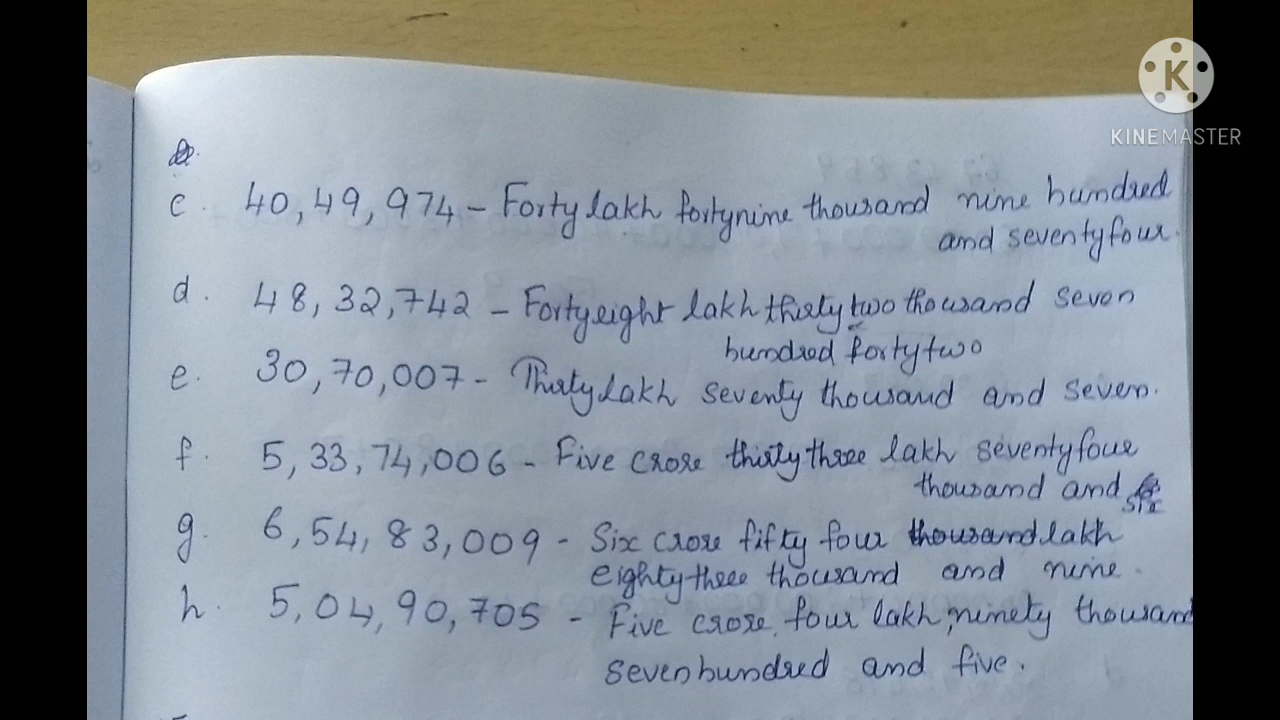 K
KINEMASTER
c. 40,49,974 - Forty lakh fortynine thousand nine hundred
and seventyfour.
d. 48,32,742 - Fortyeight lakh thirty two thousand seven
hundred forty two
e. 30,70,007 - Thirty lakh seventy thousand and seven.
f. 5,33,74,006 - Five crore thirty three lakh seventyfour
thousand and six
g. 6,54,83,009 - Six crore fifty four thousand lakh
eighty three thousand and nine.
h. 5,04,90,705 - Five crore four lakh, ninety thousand
seven hundred and five.